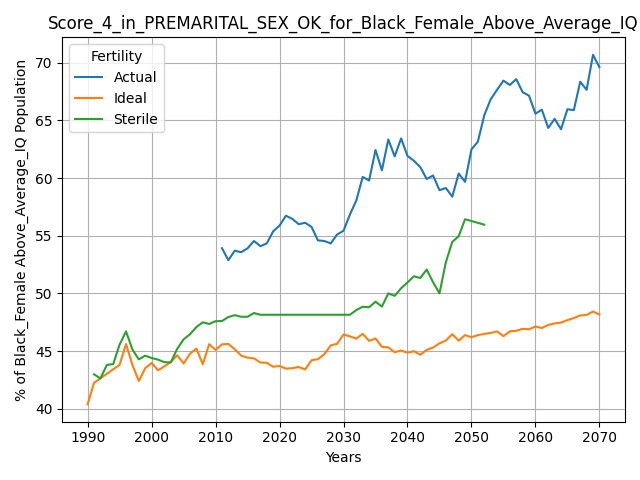 Score_4_in_PREMARITAL_SEX_OK_for_Black_Female_Above_Average_IQ
% of Black_Female Above_Average_IQ Population
Fertility
Actual
Ideal
Sterile
70
65
60
55
50
45
40
1990 2000 2010 2020 2030 2040 2050 2060 2070
Years